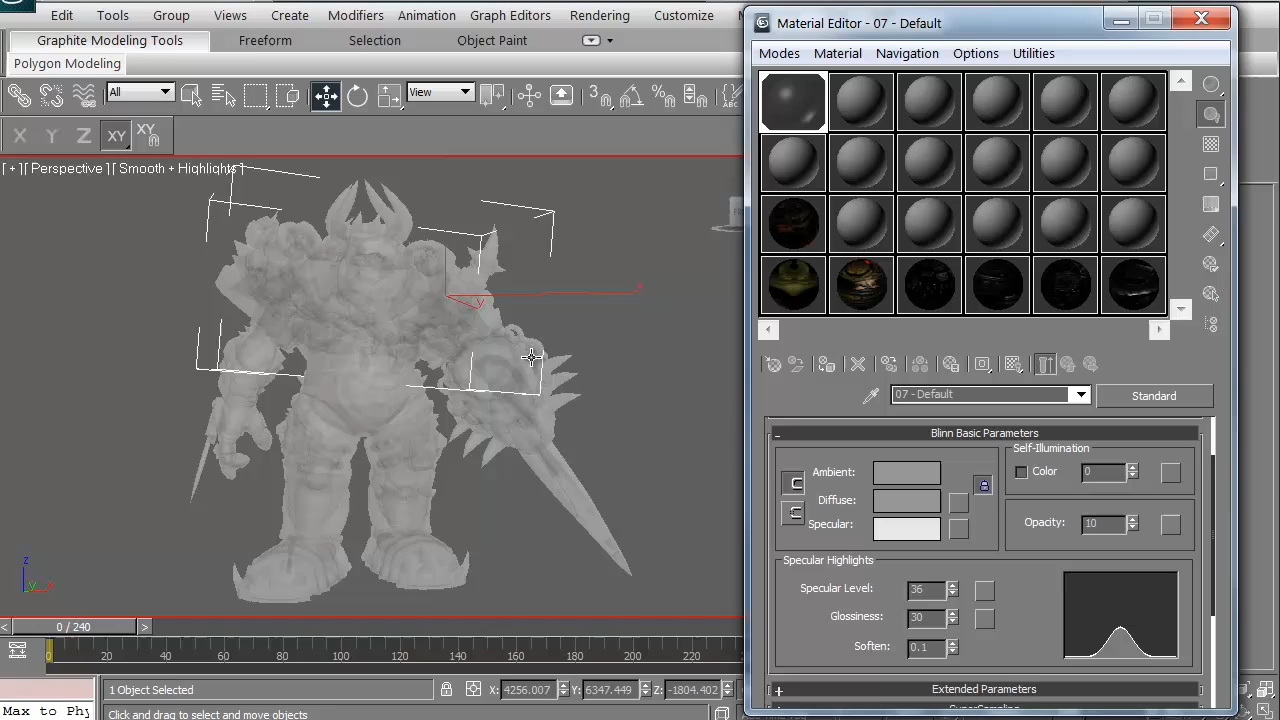 Edit Tools Group Views Create Modifiers Animation Graph Editors Rendering Customize
Graphite Modeling Tools Freeform Selection Object Paint
Polygon Modeling
All View
X Y Z XY XY
[ + ][ Perspective ][ Smooth + Highlights ]
z
x
0 / 240
0 20 40 60 80 100 120 140 160 180 200 220
1 Object Selected X: 4256.007 Y: 6347.449 Z: -1804.402
Max to Phy Click and drag to select and move objects
Material Editor - 07 - Default
Modes Material Navigation Options Utilities
07 - Default Standard
Blinn Basic Parameters
Self-Illumination
Ambient: Color 0
Diffuse:
Specular: Opacity: 10
Specular Highlights
Specular Level: 36
Glossiness: 30
Soften: 0.1
Extended Parameters
SuperSampling